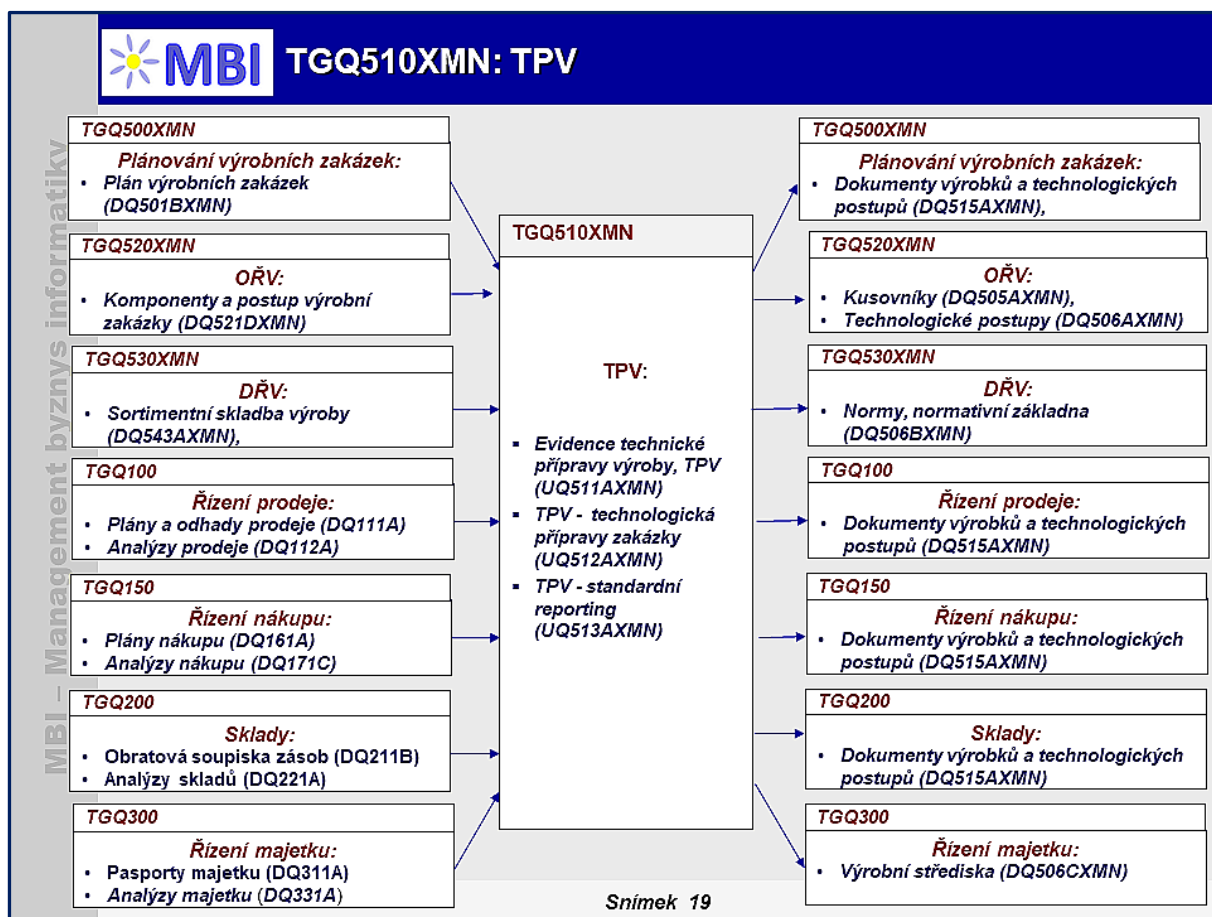 MBI
TGQ510XMN: TPV
MBI – Management byznys informatiky
TGQ500XMN
Plánování výrobních zakázek:
• Plán výrobních zakázek
(DQ501BXMN)
TGQ520XMN
OŘV:
• Komponenty a postup výrobní
zakázky (DQ521DXMN)
TGQ530XMN
DŘV:
• Sortimentní skladba výroby
(DQ543AXMN),
TGQ100
Řízení prodeje:
• Plány a odhady prodeje (DQ111A)
• Analýzy prodeje (DQ112A)
TGQ150
Řízení nákupu:
• Plány nákupu (DQ161A)
• Analýzy nákupu (DQ171C)
TGQ200
Sklady:
• Obratová soupiska zásob (DQ211B)
• Analýzy skladů (DQ221A)
TGQ300
Řízení majetku:
• Pasporty majetku (DQ311A)
• Analýzy majetku (DQ331A)
TGQ510XMN
TPV:
▪ Evidence technické
přípravy výroby, TPV
(UQ511AXMN)
▪ TPV - technologická
přípravy zakázky
(UQ512AXMN)
▪ TPV - standardní
reporting
(UQ513AXMN)
TGQ500XMN
Plánování výrobních zakázek:
• Dokumenty výrobků a technologických
postupů (DQ515AXMN),
TGQ520XMN
OŘV:
• Kusovníky (DQ505AXMN),
• Technologické postupy (DQ506AXMN)
TGQ530XMN
DŘV:
• Normy, normativní základna
(DQ506BXMN)
TGQ100
Řízení prodeje:
• Dokumenty výrobků a technologických
postupů (DQ515AXMN)
TGQ150
Řízení nákupu:
• Dokumenty výrobků a technologických
postupů (DQ515AXMN)
TGQ200
Sklady:
• Dokumenty výrobků a technologických
postupů (DQ515AXMN)
TGQ300
Řízení majetku:
• Výrobní střediska (DQ506CXMN)
Snímek 19